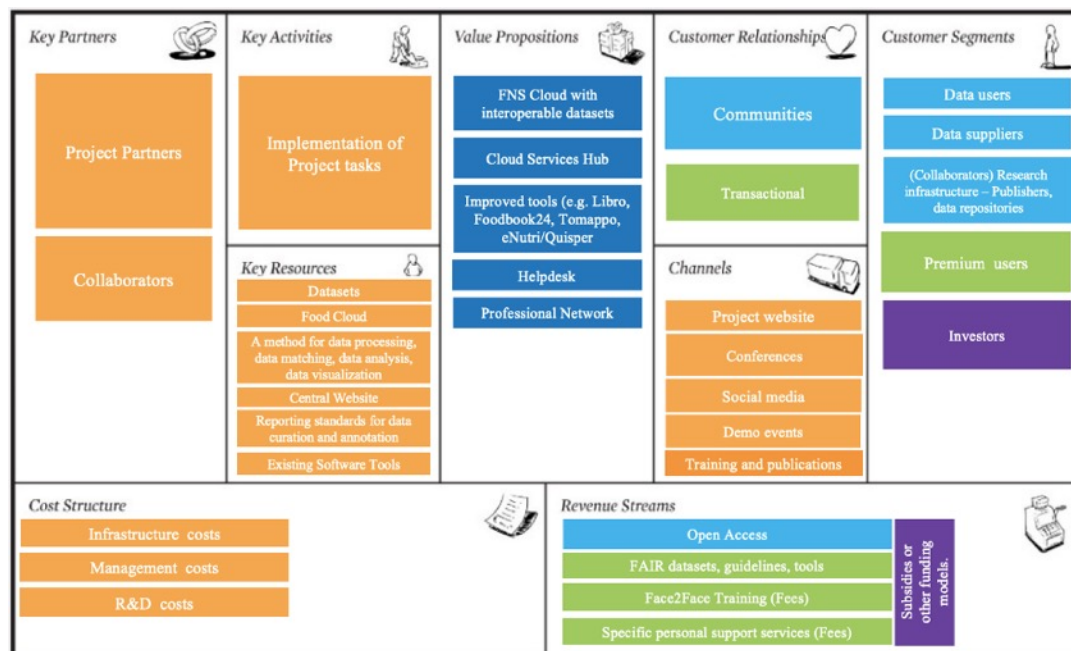 Key Partners
Project Partners
Collaborators
Key Activities
Implementation of
Project tasks
Key Resources
Datasets
Food Cloud
A method for data processing,
data matching, data analysis,
data visualization
Central Website
Reporting standards for data
curation and annotation
Existing Software Tools
Value Propositions
FNS Cloud with
interoperable datasets
Cloud Services Hub
Improved tools (e.g. Libro,
Foodbook24, Tomappo,
eNutri/Quisper
Helpdesk
Professional Network
Customer Relationships
Communities
Transactional
Channels
Project website
Conferences
Social media
Demo events
Training and publications
Customer Segments
Data users
Data suppliers
(Collaborators) Research
infrastructure – Publishers,
data repositories
Premium users
Investors
Cost Structure
Infrastructure costs
Management costs
R&D costs
Revenue Streams
Open Access
FAIR datasets, guidelines, tools
Face2Face Training (Fees)
Specific personal support services (Fees)
Subsidies or
other funding
models.